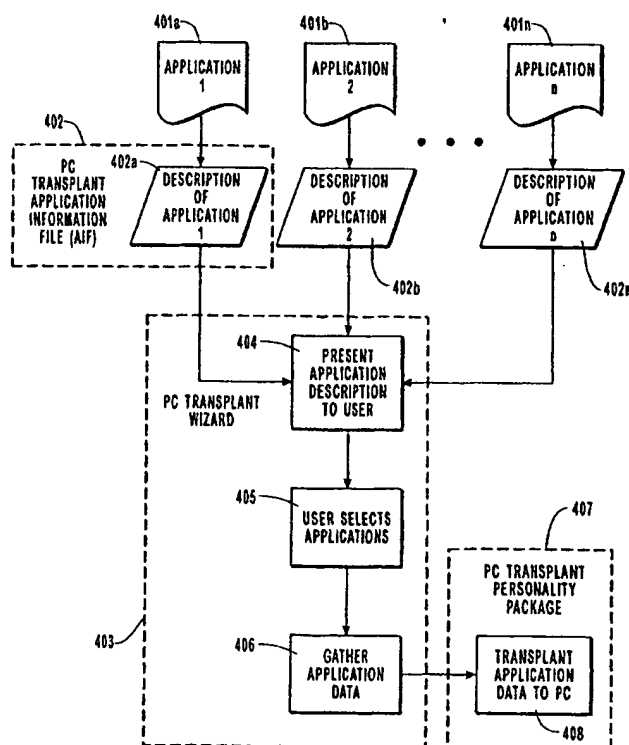 401a
401b
401n
APPLICATION
1
APPLICATION
2
APPLICATION
n
402
PC
TRANSPLANT
APPLICATION
INFORMATION
FILE (AIF)
402a
DESCRIPTION
OF
APPLICATION
1
DESCRIPTION
OF
APPLICATION
2
DESCRIPTION
OF
APPLICATION
n
402b
402n
404
PRESENT
APPLICATION
DESCRIPTION
TO USER
PC TRANSPLANT
WIZARD
405
USER SELECTS
APPLICATIONS
407
PC TRANSPLANT
PERSONALITY
PACKAGE
403
406
GATHER
APPLICATION
DATA
TRANSPLANT
APPLICATION
DATA TO PC
408